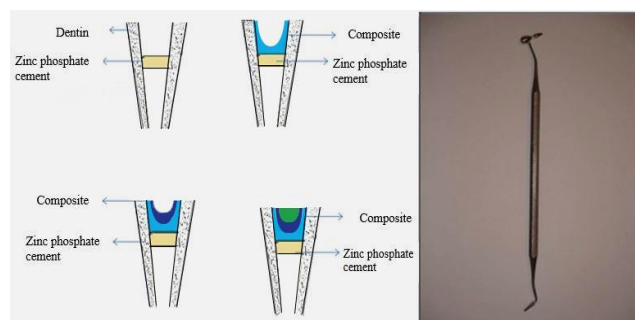 Dentin
Zinc phosphate
cement
Composite
Zinc phosphate
cement
Composite
Zinc phosphate
cement
Composite
Zinc phosphate
cement